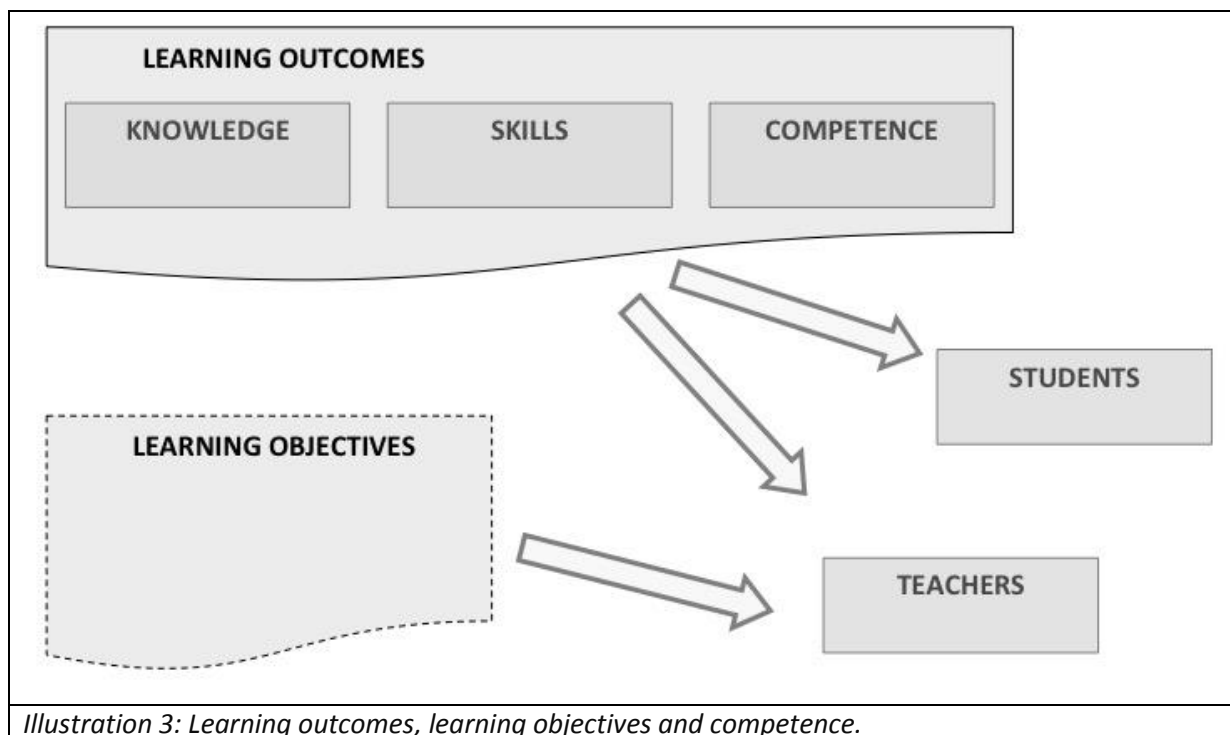 LEARNING OUTCOMES
KNOWLEDGE
SKILLS
COMPETENCE
STUDENTS
LEARNING OBJECTIVES
TEACHERS
Illustration 3: Learning outcomes, learning objectives and competence.